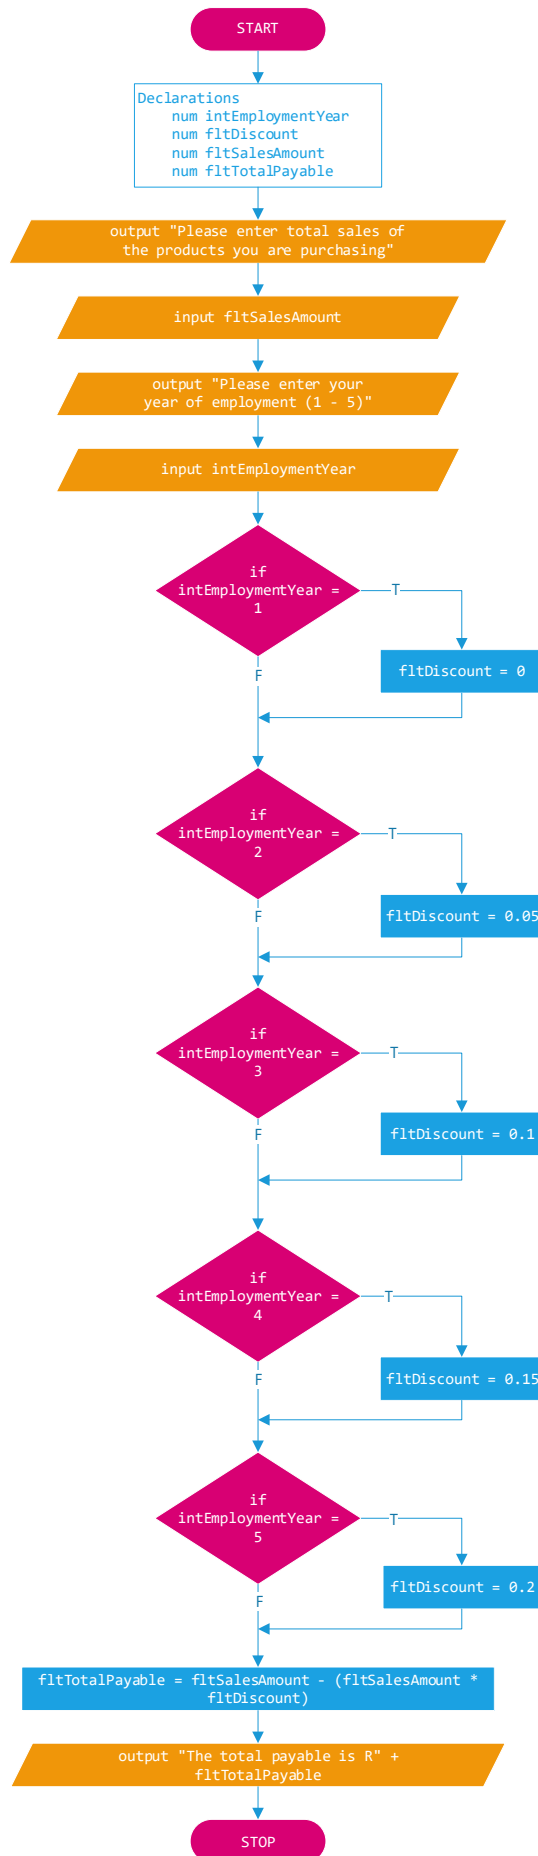 START
Declarations
num intEmploymentYear
num fltDiscount
num fltSalesAmount
num fltTotalPayable
output "Please enter total sales of
the products you are purchasing"
input fltSalesAmount
output "Please enter your
year of employment (1 - 5)"
input intEmploymentYear
if
intEmploymentYear =
1
T
fltDiscount = 0
F
if
intEmploymentYear =
2
T
fltDiscount = 0.05
F
if
intEmploymentYear =
3
T
fltDiscount = 0.1
F
if
intEmploymentYear =
4
T
fltDiscount = 0.15
F
if
intEmploymentYear =
5
T
fltDiscount = 0.2
F
fltTotalPayable = fltSalesAmount - (fltSalesAmount *
fltDiscount)
output "The total payable is R" +
fltTotalPayable
STOP